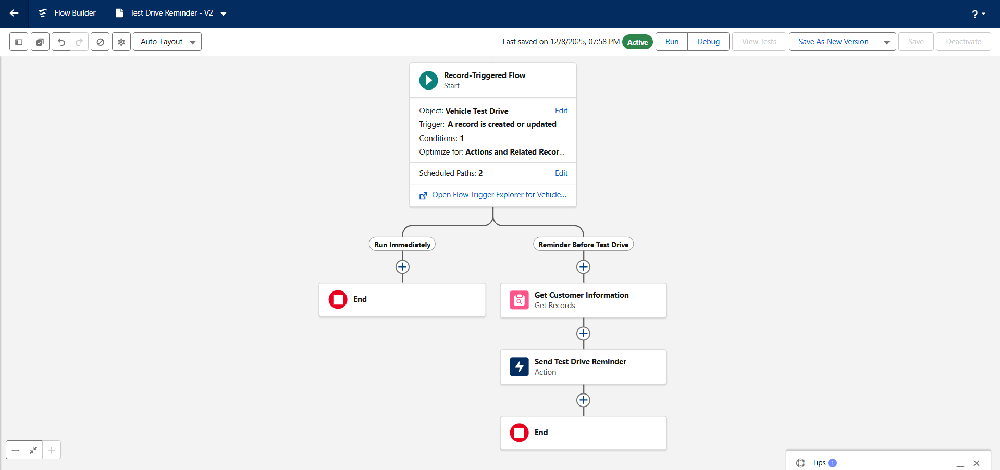 Flow Builder
Test Drive Reminder - V2
?
Auto-Layout
Last saved on 12/8/2025, 07:58 PM
Active
Run
Debug
View Tests
Save As New Version
Save
Deactivate
Record-Triggered Flow
Start
Object: Vehicle Test Drive
Edit
Trigger: A record is created or updated
Conditions: 1
Optimize for: Actions and Related Recor...
Scheduled Paths: 2
Edit
Open Flow Trigger Explorer for Vehicle...
Run Immediately
Reminder Before Test Drive
End
Get Customer Information
Get Records
Send Test Drive Reminder
Action
End
Tips 1